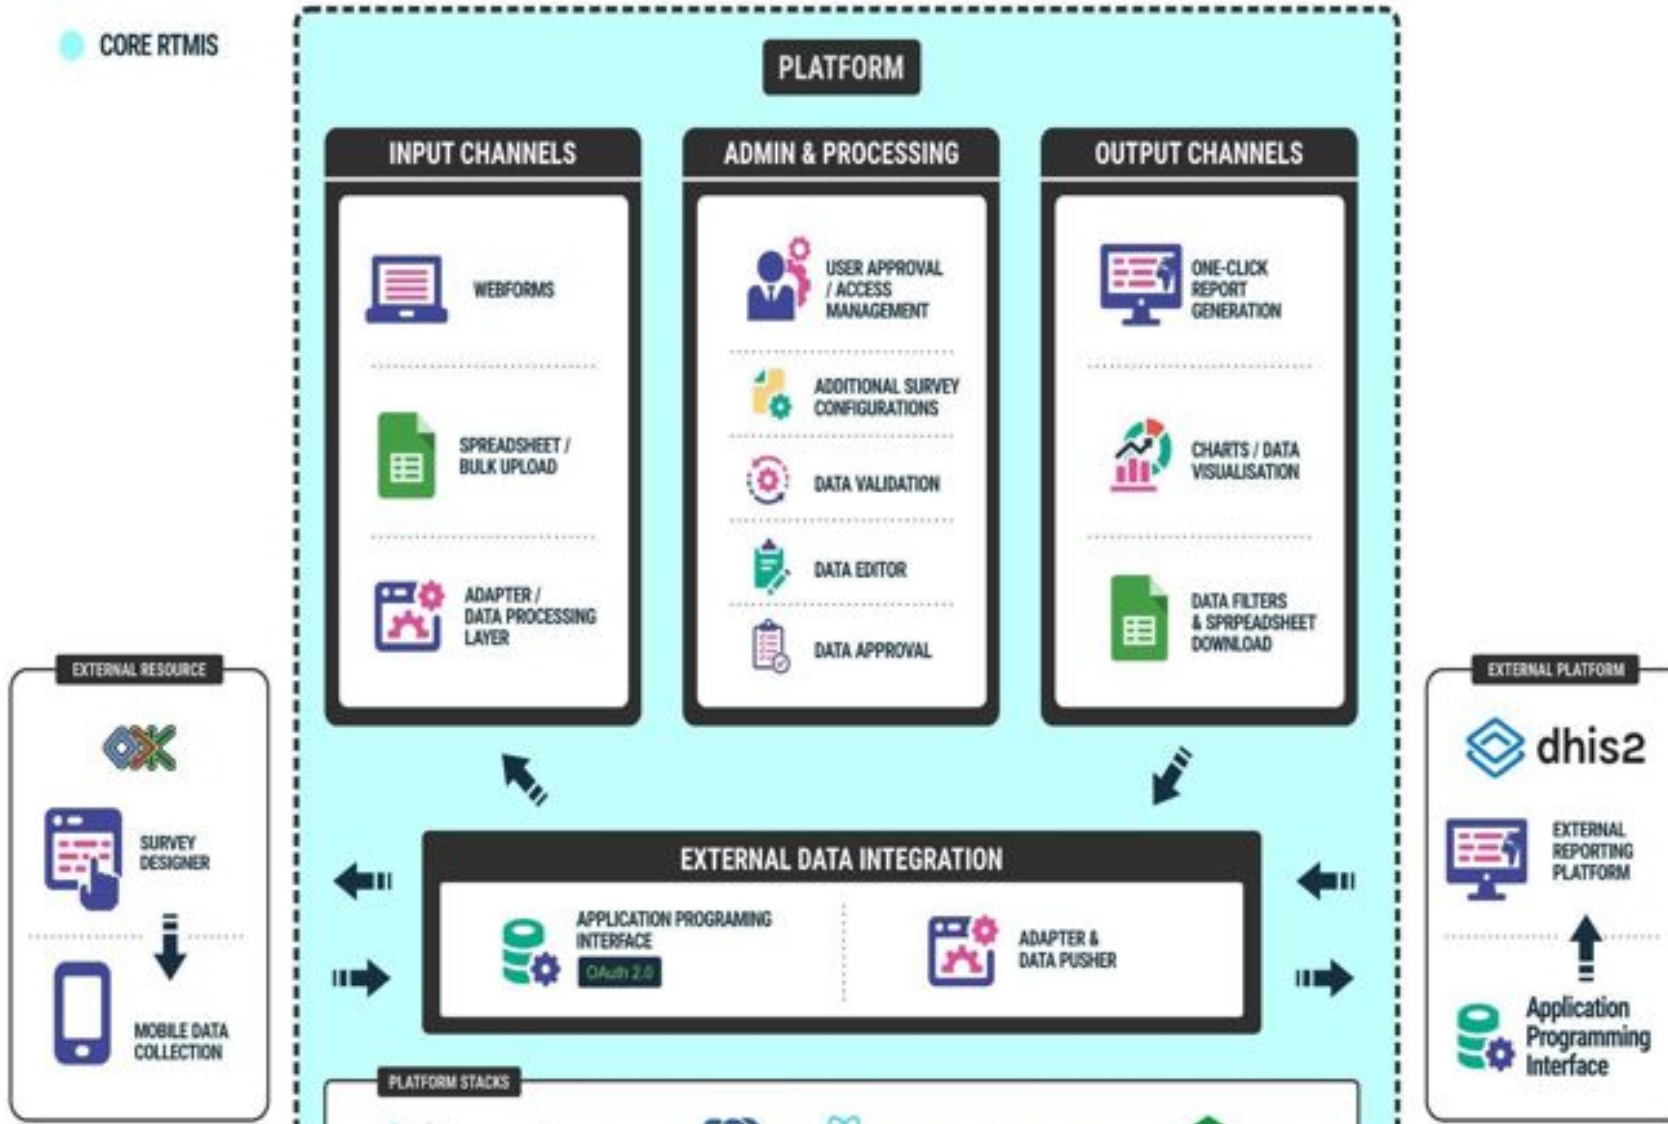 CORE RTMIS
PLATFORM
INPUT CHANNELS
WEBFORMS
SPREADSHEET /
BULK UPLOAD
ADAPTER /
DATA PROCESSING
LAYER
ADMIN & PROCESSING
USER APPROVAL
/ ACCESS
MANAGEMENT
ADDITIONAL SURVEY
CONFIGURATIONS
DATA VALIDATION
DATA EDITOR
DATA APPROVAL
OUTPUT CHANNELS
ONE-CLICK
REPORT
GENERATION
CHARTS / DATA
VISUALISATION
DATA FILTERS
& SPRPEADSHEET
DOWNLOAD
EXTERNAL RESOURCE
SURVEY
DESIGNER
MOBILE DATA
COLLECTION
EXTERNAL DATA INTEGRATION
APPLICATION PROGRAMING
INTERFACE
OAuth 2.0
ADAPTER &
DATA PUSHER
EXTERNAL PLATFORM
dhis2
EXTERNAL
REPORTING
PLATFORM
Application
Programming
Interface
PLATFORM STACKS